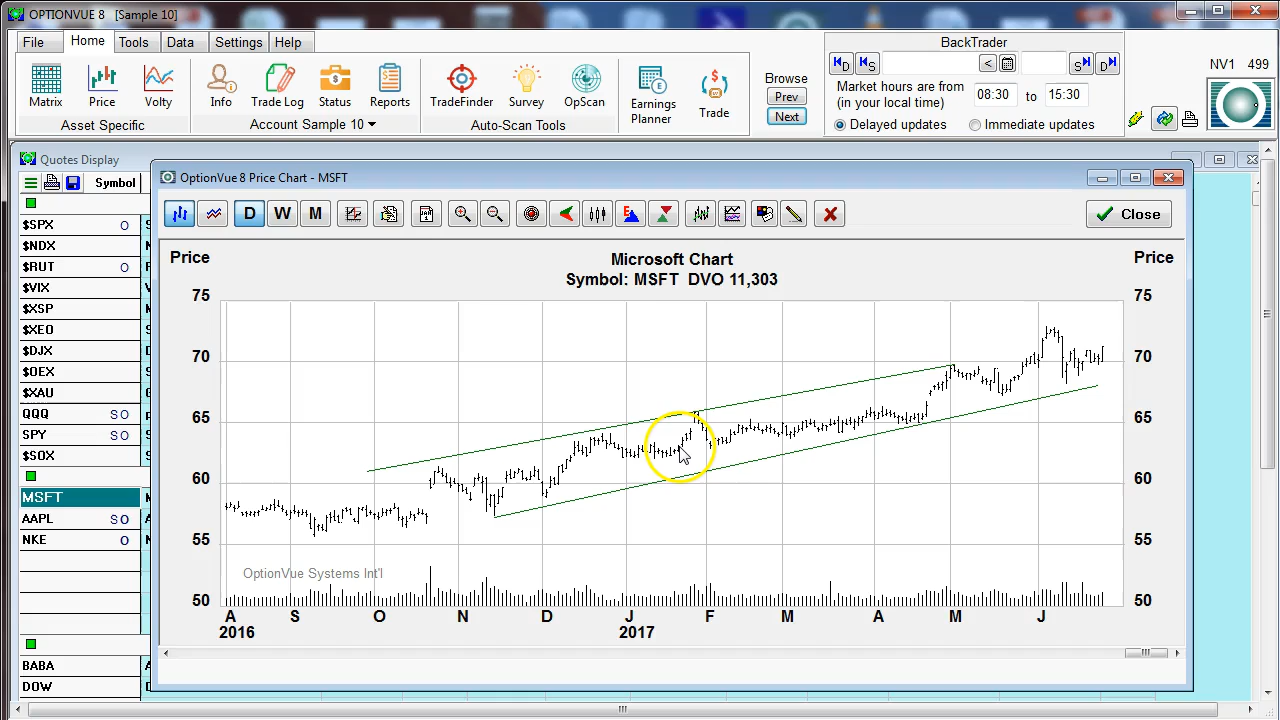 OPTIONVUE 8 [Sample 10]
File Home Tools Data Settings Help
Matrix Price Volty Info Trade Log Status Reports TradeFinder Survey OpScan Earnings Planner Trade
Asset Specific Account Sample 10 Auto-Scan Tools
Browse
Prev
Next
BackTrader
D S < S D
Market hours are from 08:30 to 15:30
(in your local time)
Delayed updates Immediate updates
NV1 499
Quotes Display
Symbol
$SPX O S
$NDX
$RUT O
$VIX
$XSP
$XEO
$DJX
$OEX
$XAU
QQQ SO
SPY SO
$SOX
MSFT
AAPL SO
NKE O
BABA
DOW
OptionVue 8 Price Chart - MSFT
D W M
Close
Price Microsoft Chart Price
Symbol: MSFT DVO 11,303
75 75
70 70
65 65
60 60
55 55
50 50
OptionVue Systems Int'l
A S O N D J F M A M J
2016 2017